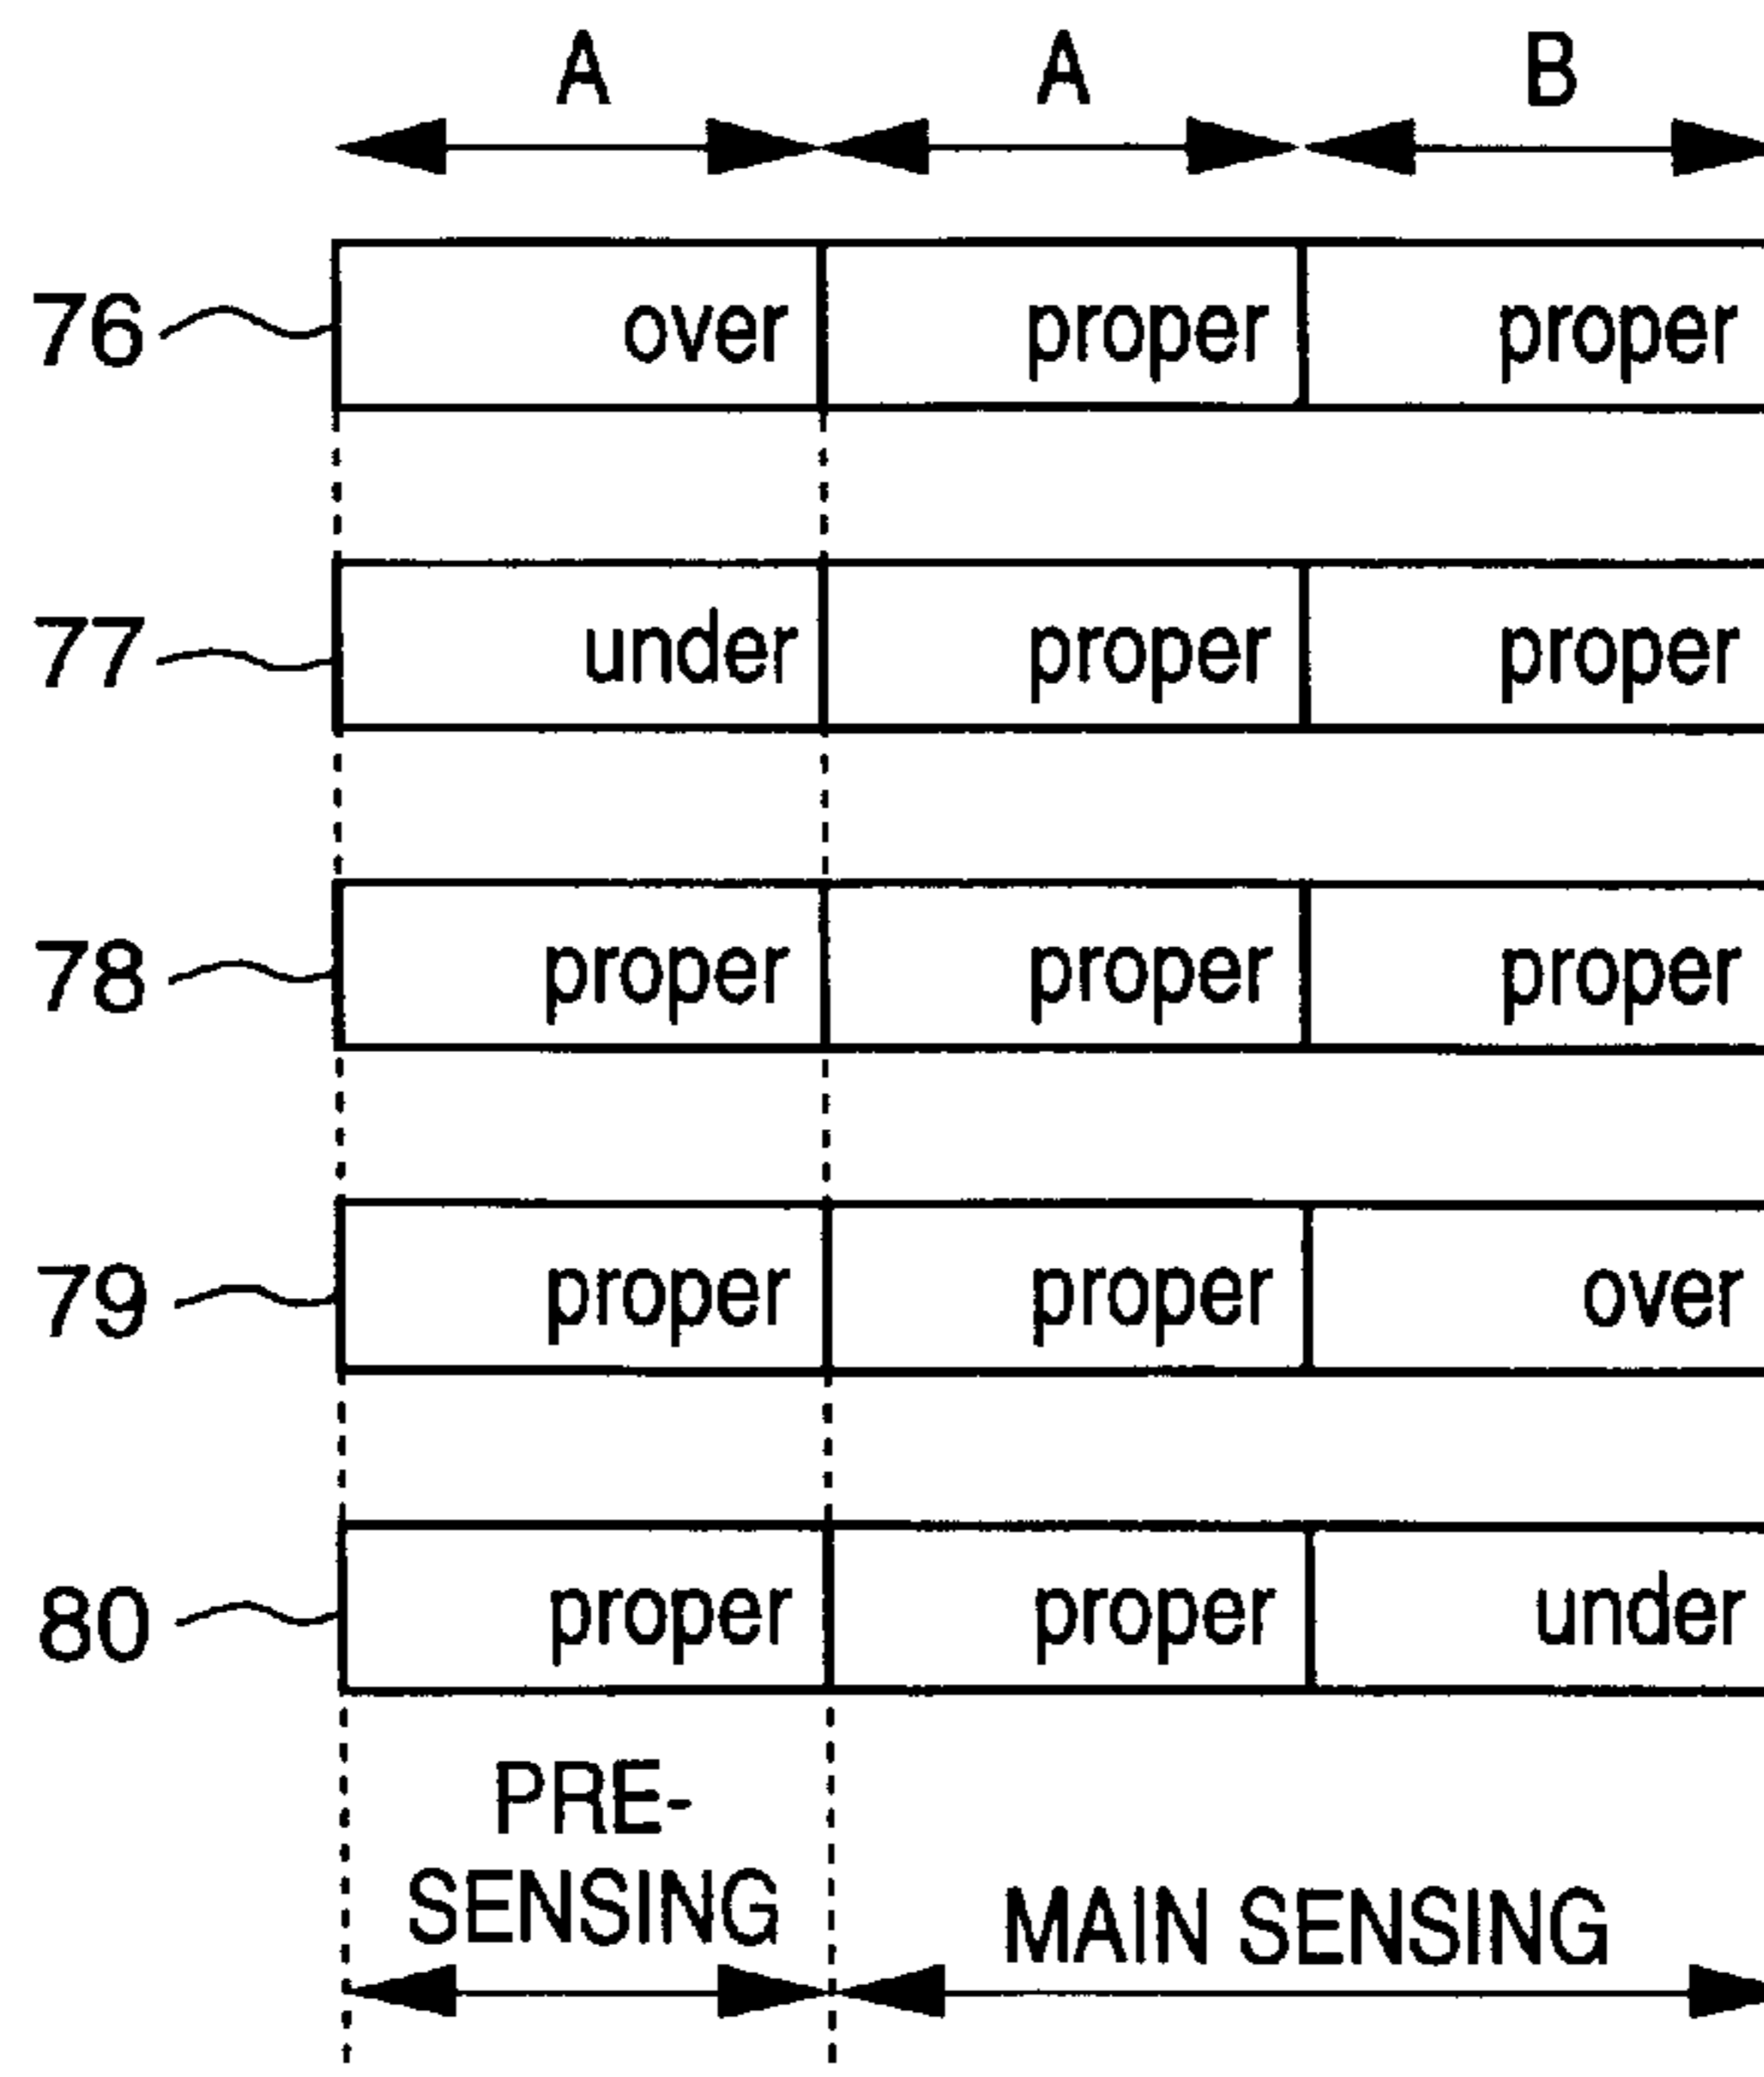 A A B
76 over proper proper
77 under proper proper
78 proper proper proper
79 proper proper over
80 proper proper under
PRE-
SENSING MAIN SENSING